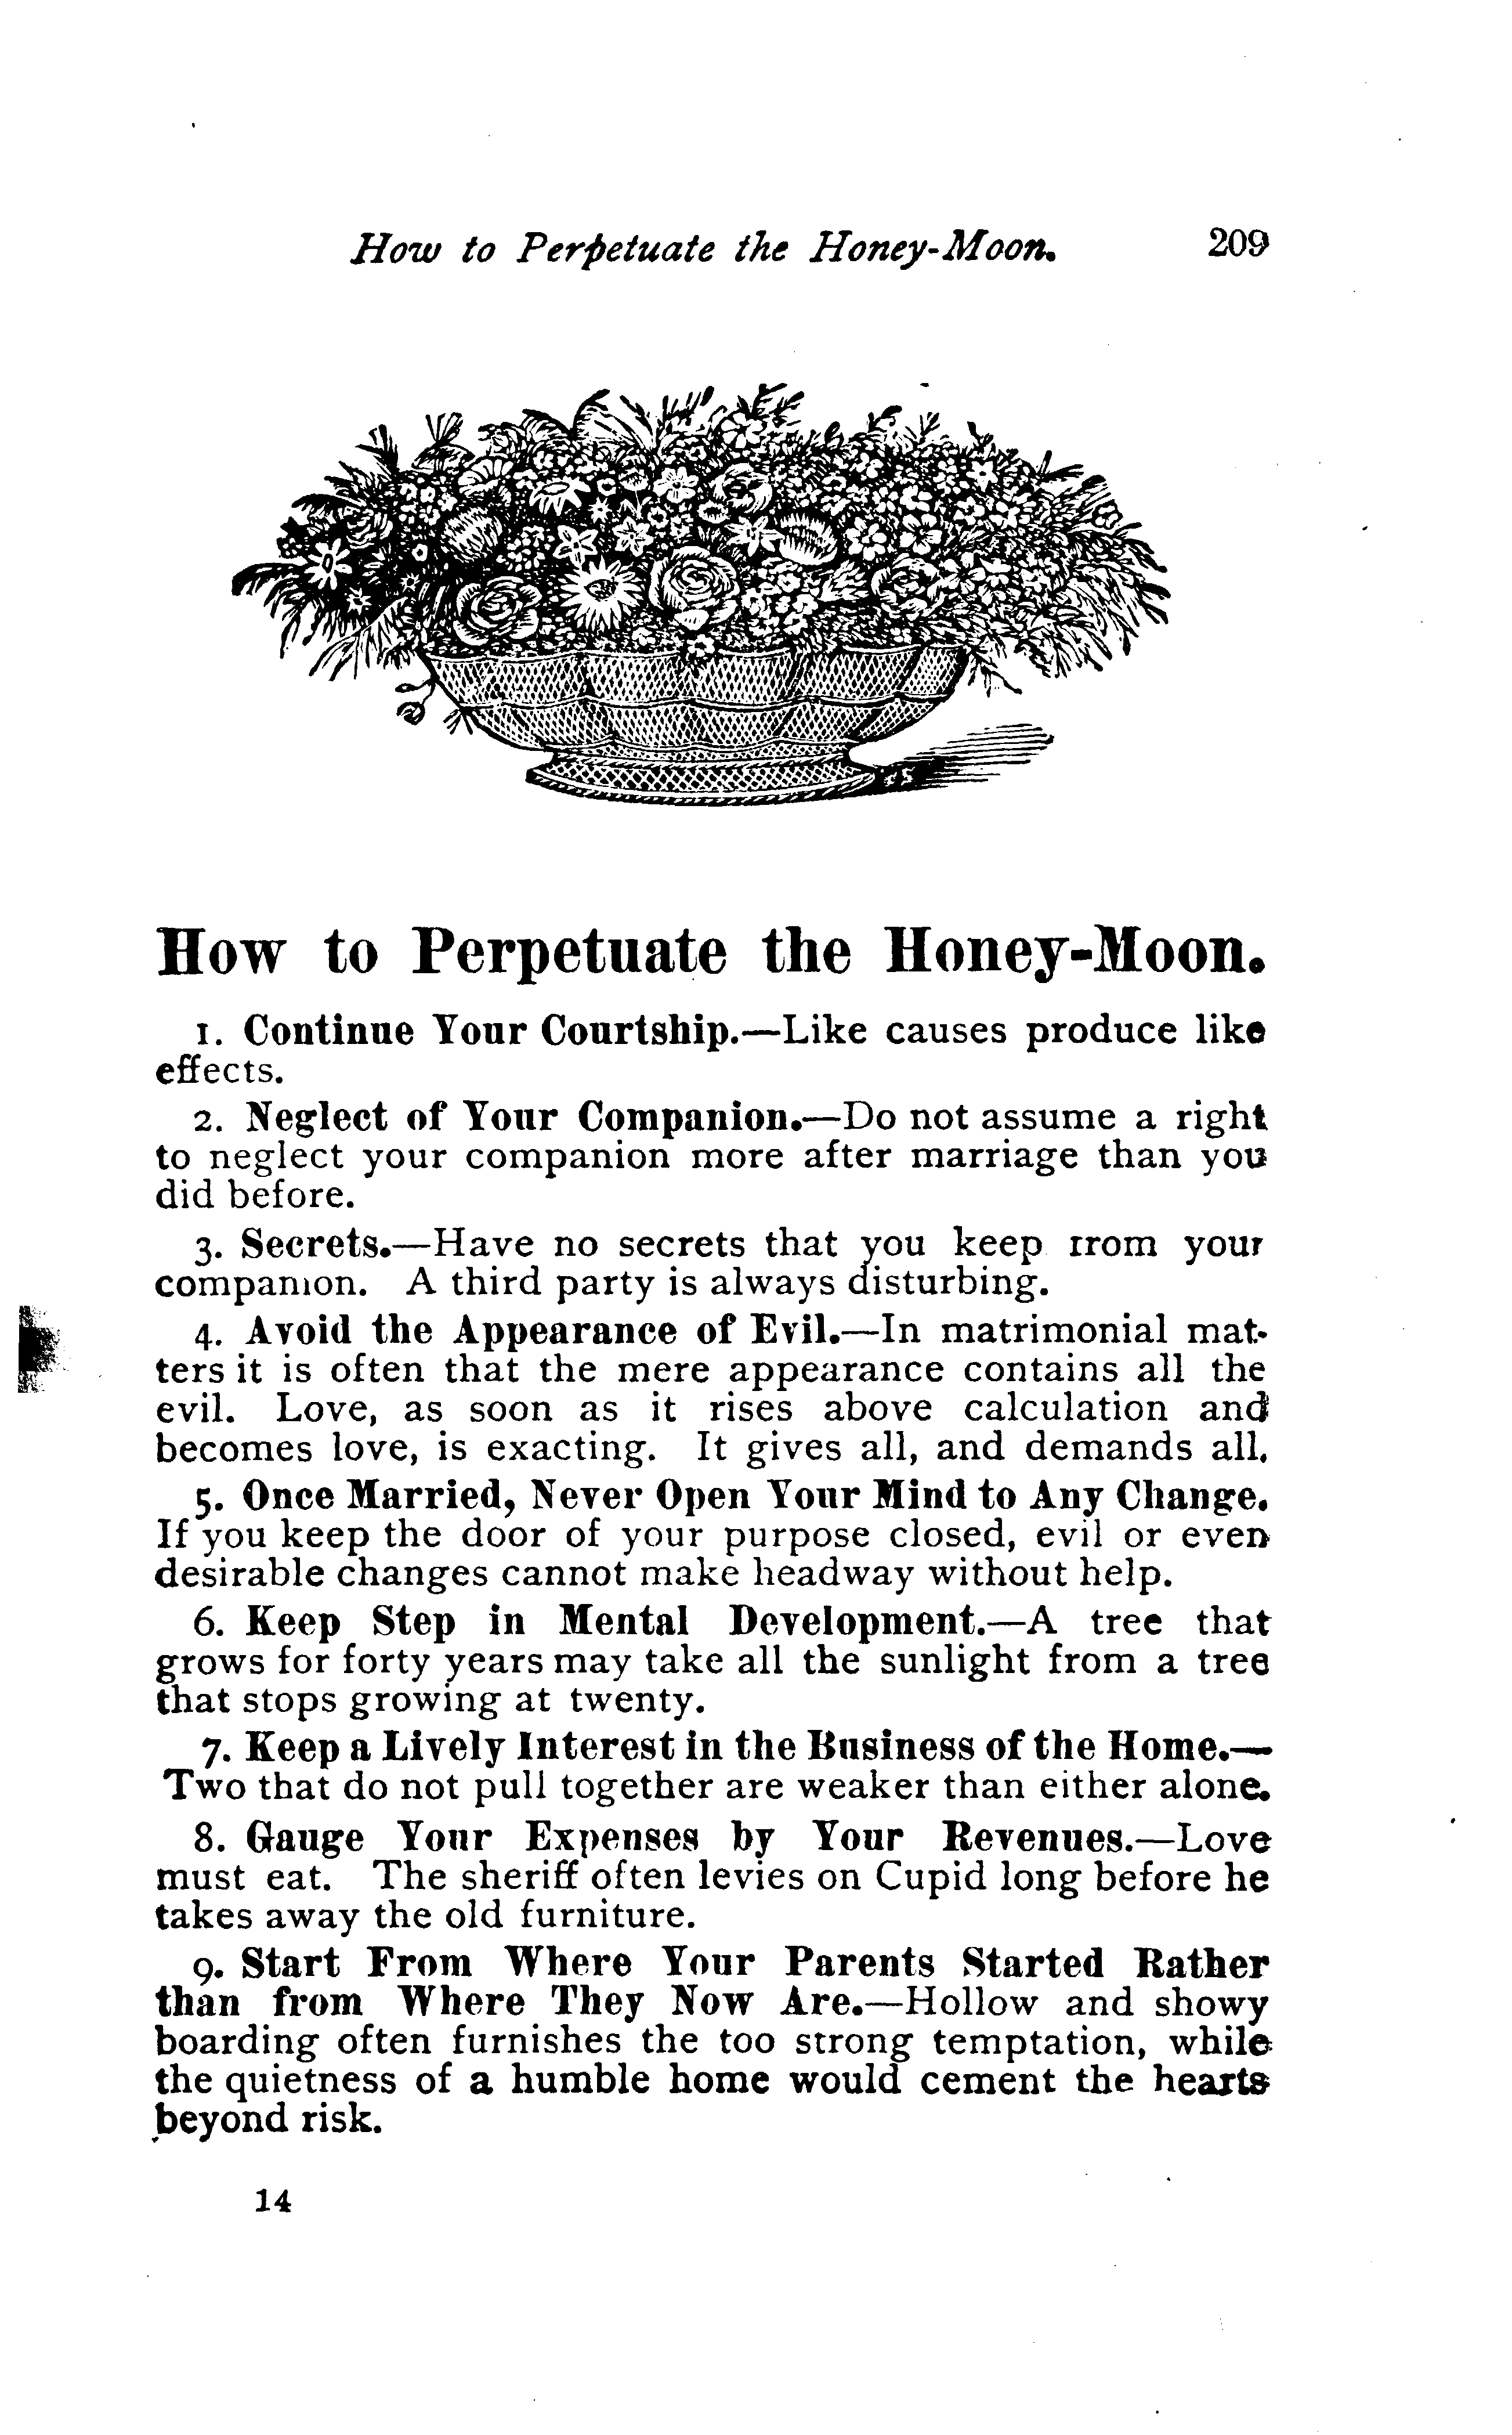 How to Perpetuate the Honey-Moon. 209
How to Perpetuate the Honey-Moon.
1. Continue Your Courtship.—Like causes produce like
effects.
2. Neglect of Your Companion.—Do not assume a right
to neglect your companion more after marriage than you
did before.
3. Secrets.—Have no secrets that you keep from your
companion. A third party is always disturbing.
4. Avoid the Appearance of Evil.—In matrimonial mat-
ters it is often that the mere appearance contains all the
evil. Love, as soon as it rises above calculation and
becomes love, is exacting. It gives all, and demands all.
5. Once Married, Never Open Your Mind to Any Change.
If you keep the door of your purpose closed, evil or even
desirable changes cannot make headway without help.
6. Keep Step in Mental Development.—A tree that
grows for forty years may take all the sunlight from a tree
that stops growing at twenty.
7. Keep a Lively Interest in the Business of the Home.—
Two that do not pull together are weaker than either alone.
8. Gauge Your Expenses by Your Revenues.—Love
must eat. The sheriff often levies on Cupid long before he
takes away the old furniture.
9. Start From Where Your Parents Started Rather
than from Where They Now Are.—Hollow and showy
boarding often furnishes the too strong temptation, while
the quietness of a humble home would cement the hearts
beyond risk.
14